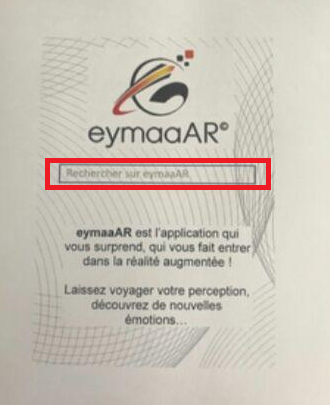 eymaaAR©
Rechercher sur eymaaAR
eymaaAR est l'application qui
vous surprend, qui vous fait entrer
dans la réalité augmentée !
Laissez voyager votre perception,
découvrez de nouvelles
émotions...